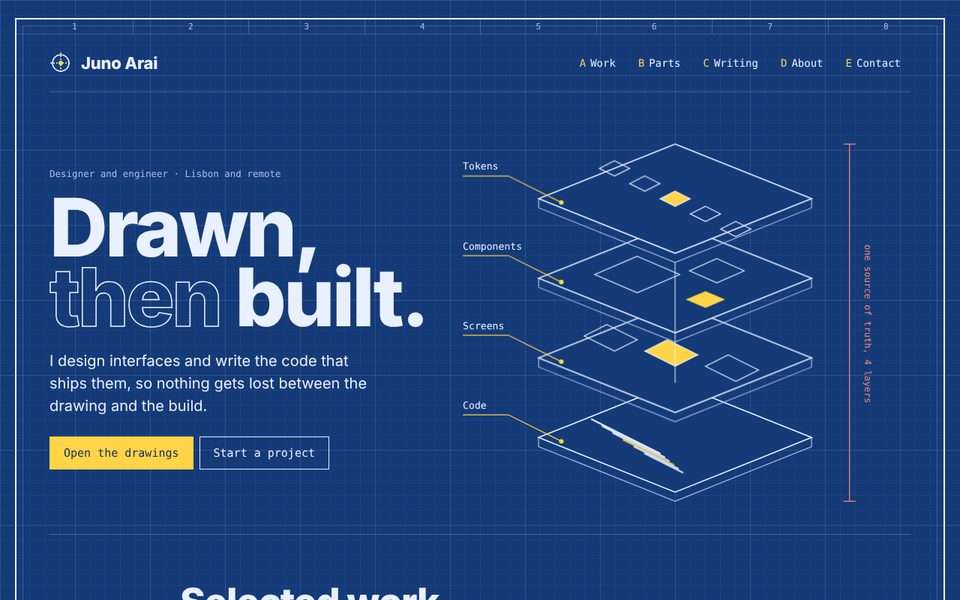 1 2 3 4 5 6 7 8
Juno Arai
A Work B Parts C Writing D About E Contact
Designer and engineer · Lisbon and remote
Drawn,
then built.
I design interfaces and write the code that
ships them, so nothing gets lost between the
drawing and the build.
Open the drawings
Start a project
Tokens
Components
Screens
Code
one source of truth, 4 layers
Selected work